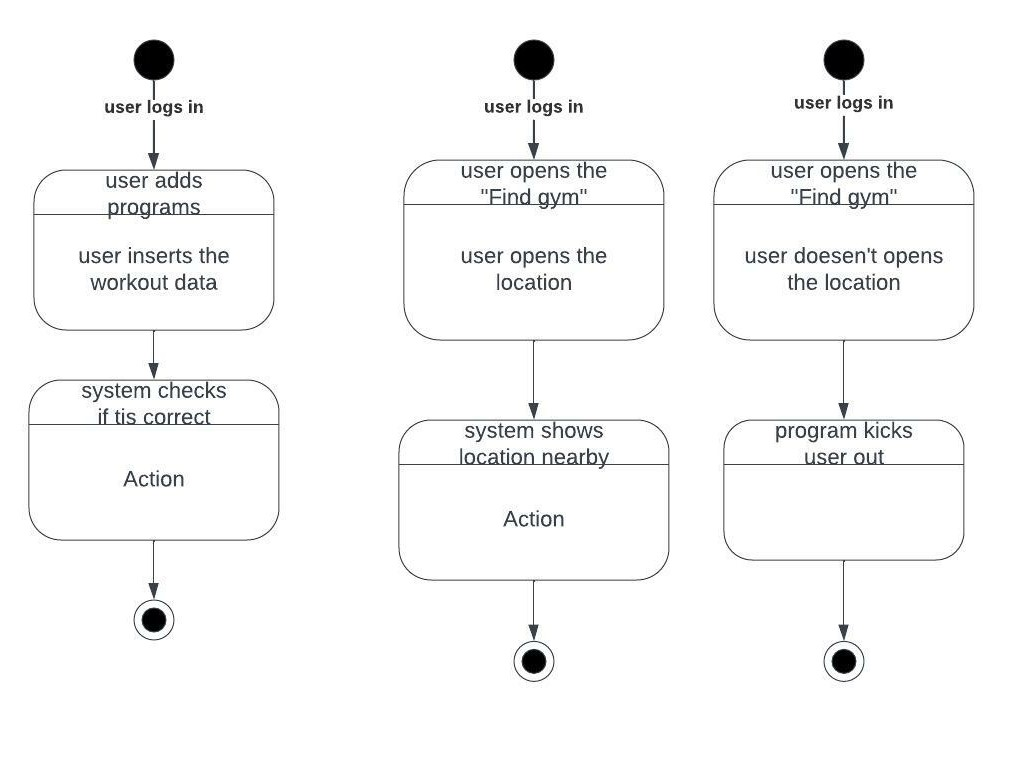 user logs in
user adds
programs
user inserts the
workout data
system checks
if tis correct
Action
user logs in
user opens the
"Find gym"
user opens the
location
system shows
location nearby
Action
user logs in
user opens the
"Find gym"
user doesen't opens
the location
program kicks
user out